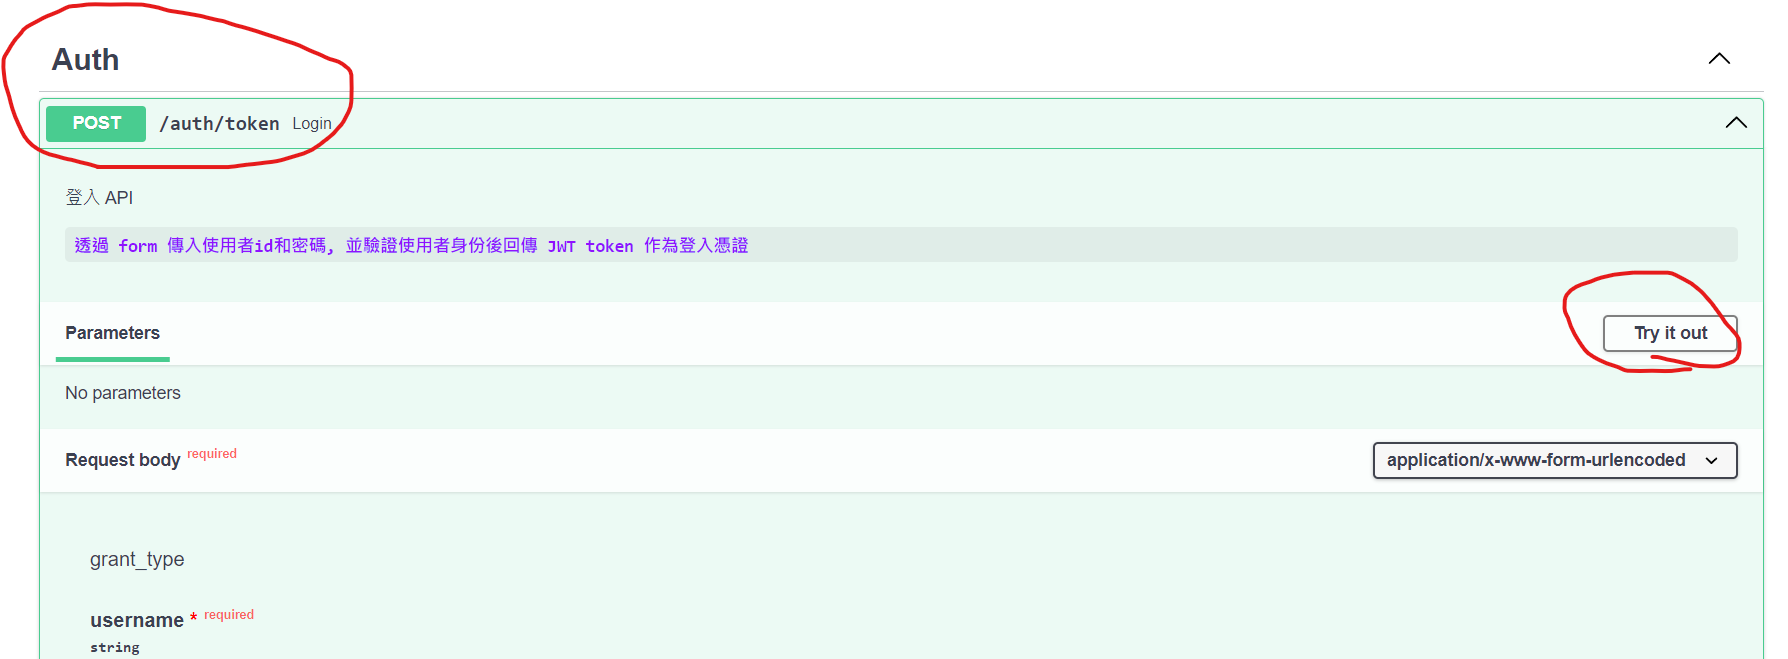 Auth
POST /auth/token Login
登入 API
透過 form 傳入使用者id和密碼, 並驗證使用者身份後回傳 JWT token 作為登入憑證
Parameters
Try it out
No parameters
Request body required
application/x-www-form-urlencoded
grant_type
username * required
string